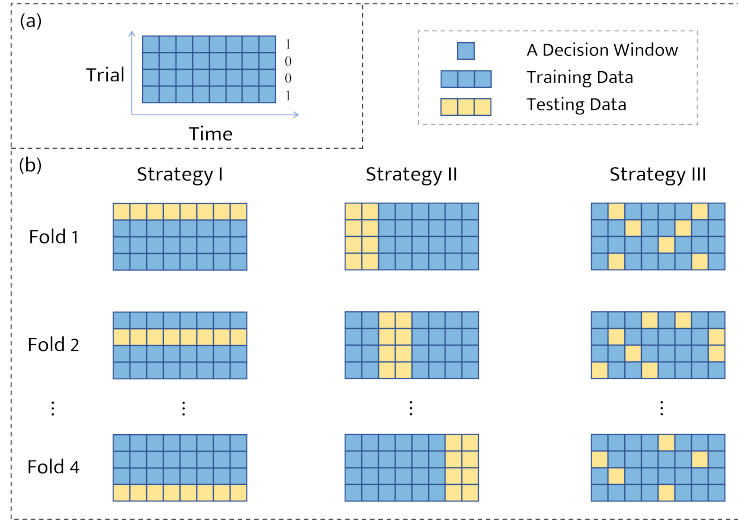 (a)
Trial
1
0
0
1
Time
A Decision Window
Training Data
Testing Data
(b)
Strategy I
Strategy II
Strategy III
Fold 1
Fold 2
⋮ ⋮ ⋮ ⋮
Fold 4